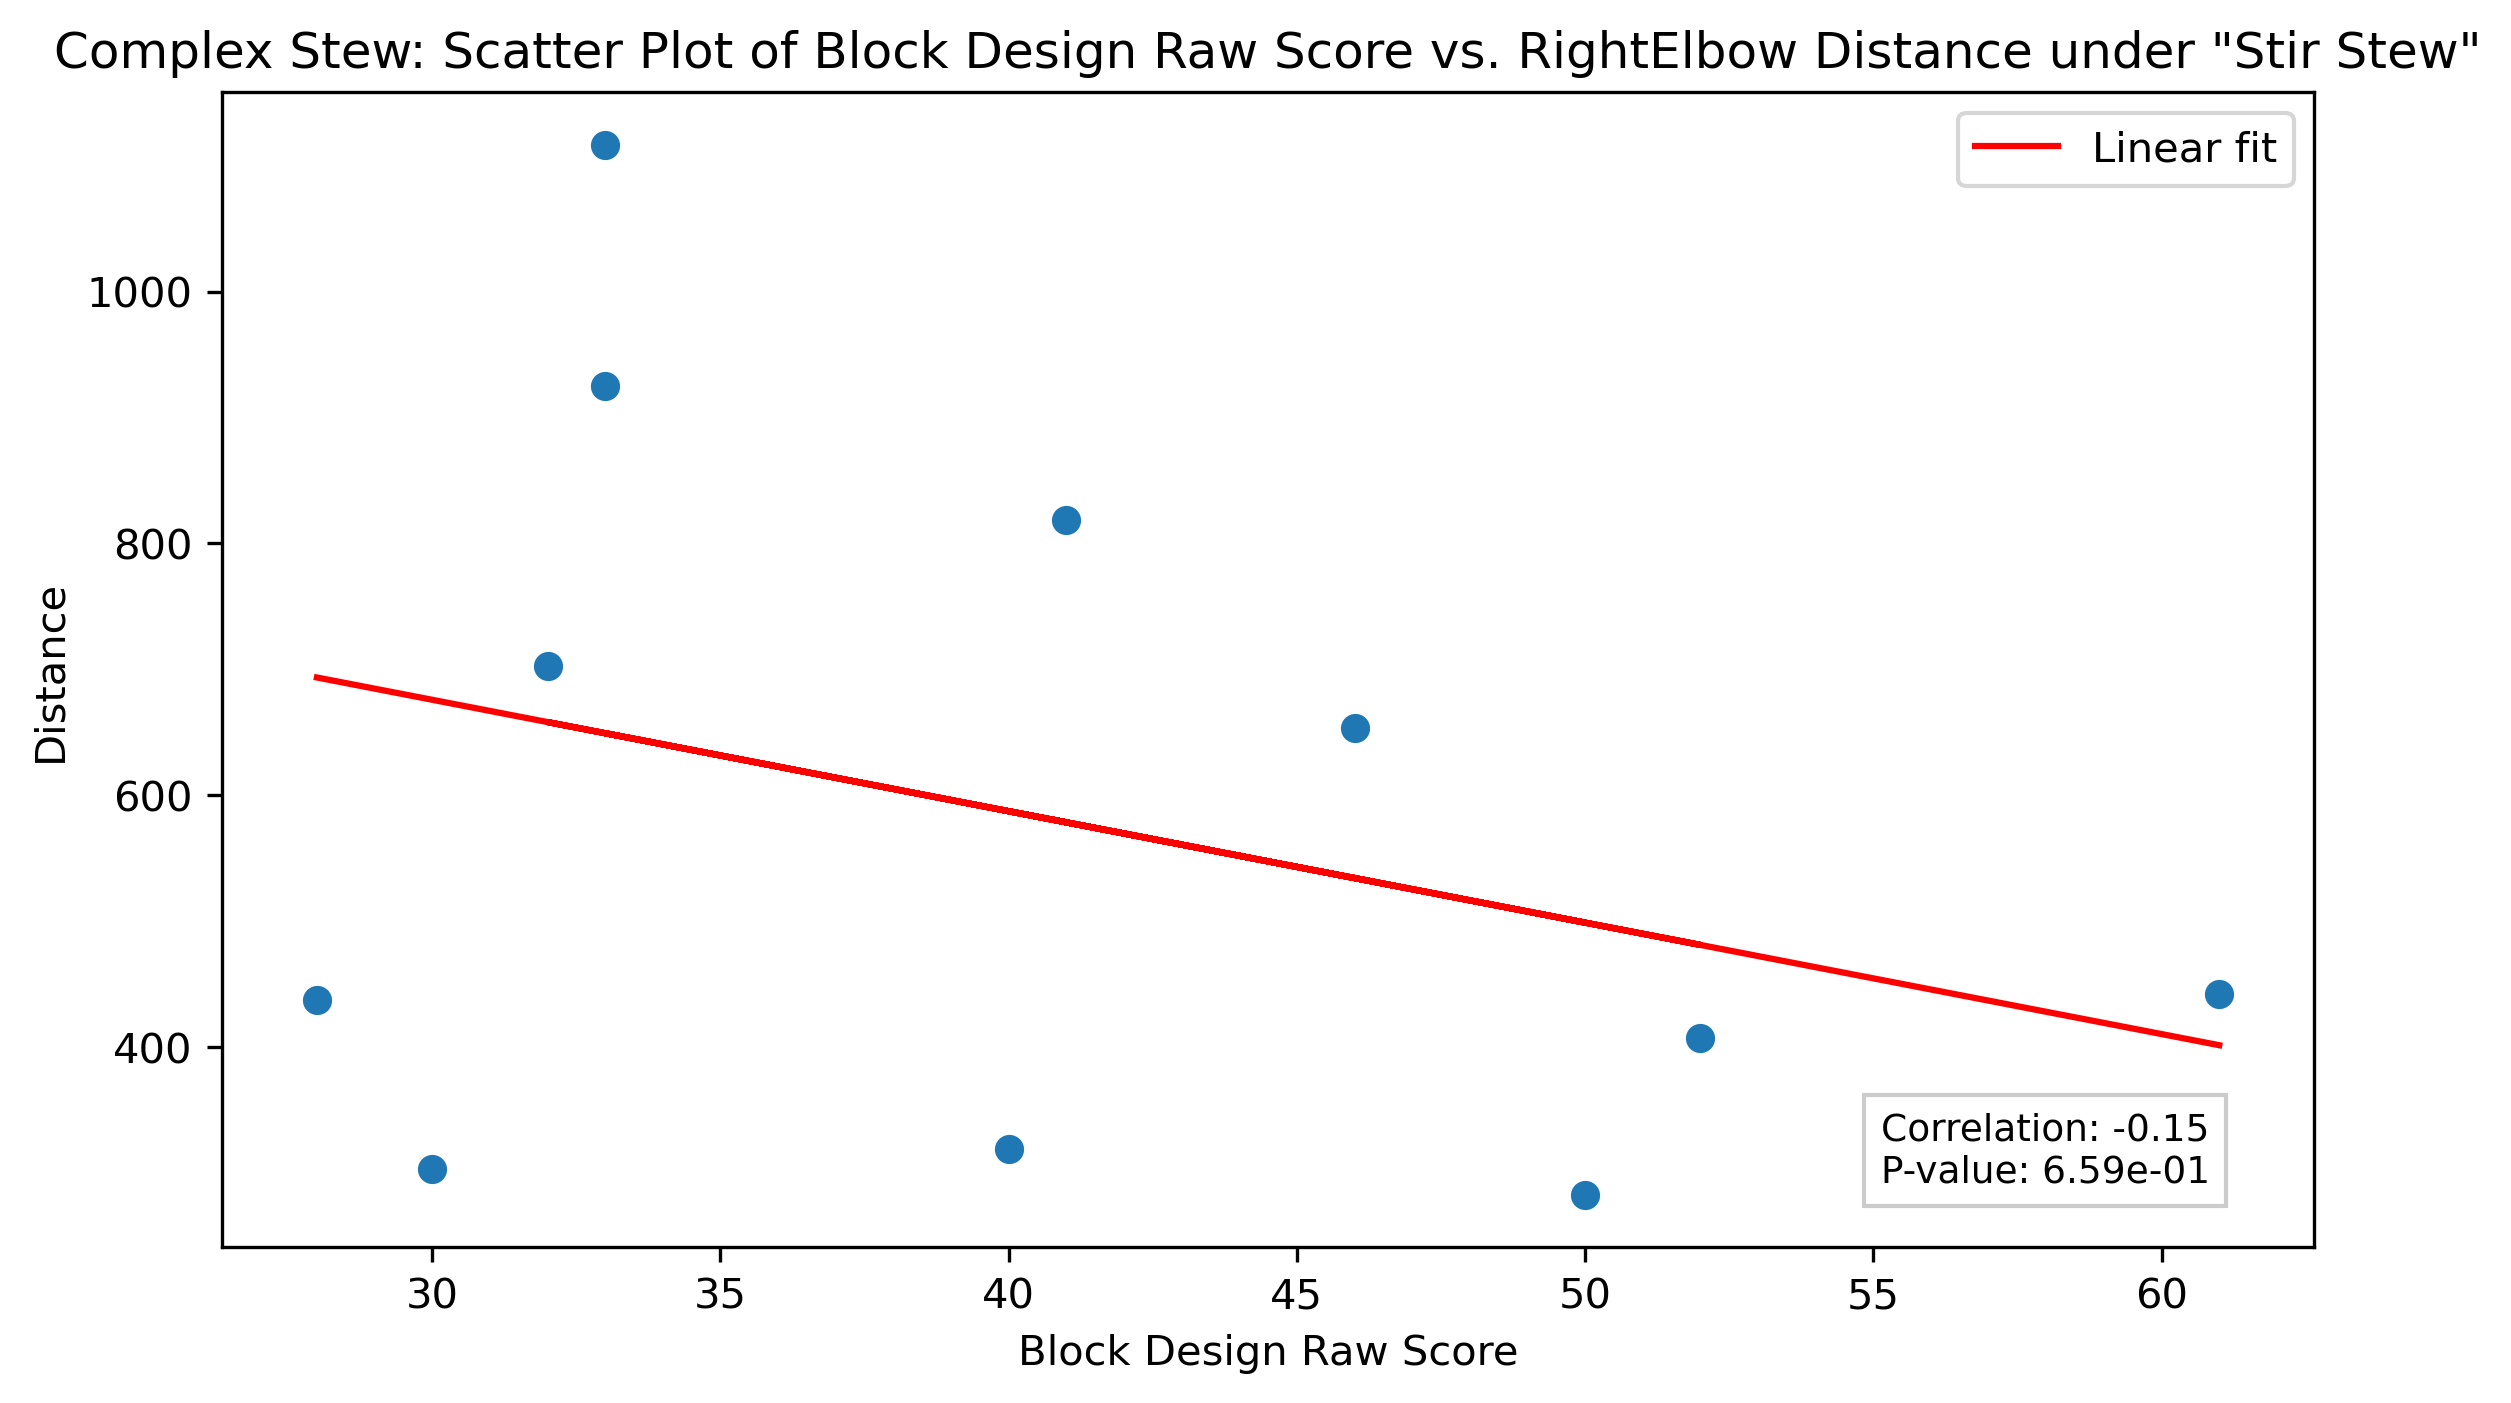 Complex Stew: Scatter Plot of Block Design Raw Score vs. RightElbow Distance under "Stir Stew"
Linear fit
1000
800
600
400
Distance
Correlation: -0.15
P-value: 6.59e-01
30 35 40 45 50 55 60
Block Design Raw Score